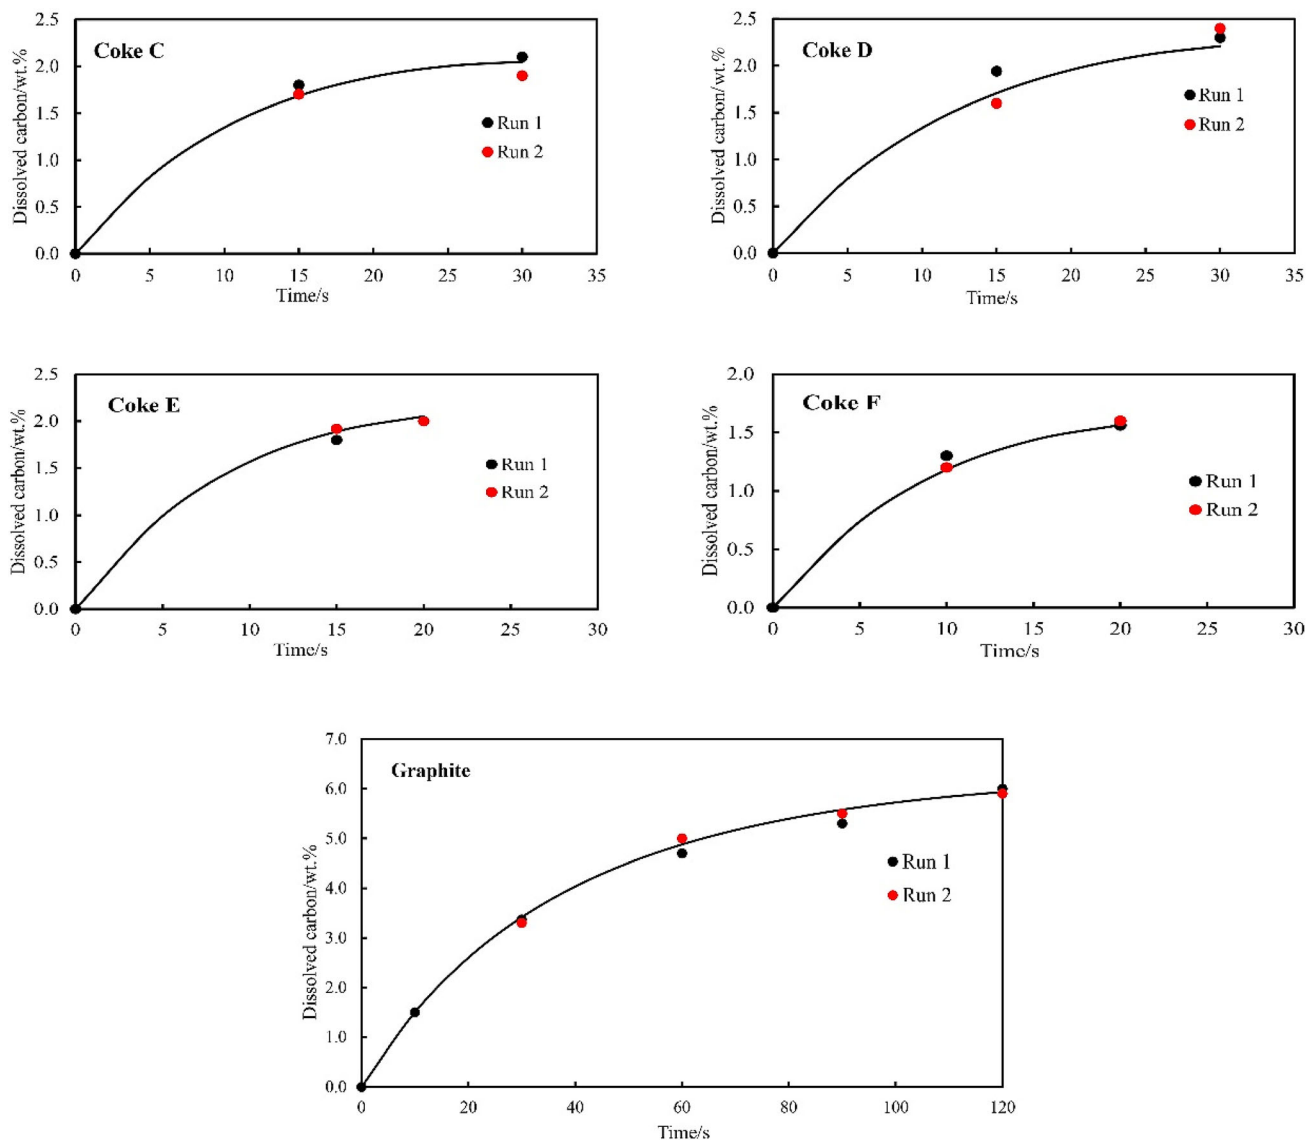 Coke C
Dissolved carbon/wt.%
2.5
2.0
1.5
1.0
0.5
0.0
0 5 10 15 20 25 30 35
Time/s
Run 1
Run 2
Coke D
Dissolved carbon/wt.%
2.5
2.0
1.5
1.0
0.5
0.0
0 5 10 15 20 25 30 35
Time/s
Run 1
Run 2
Coke E
Dissolved carbon/wt.%
2.5
2.0
1.5
1.0
0.5
0.0
0 5 10 15 20 25 30
Time/s
Run 1
Run 2
Coke F
Dissolved carbon/wt.%
2.0
1.5
1.0
0.5
0.0
0 5 10 15 20 25 30
Time/s
Run 1
Run 2
Graphite
Dissolved carbon/wt.%
7.0
6.0
5.0
4.0
3.0
2.0
1.0
0.0
0 20 40 60 80 100 120
Time/s
Run 1
Run 2